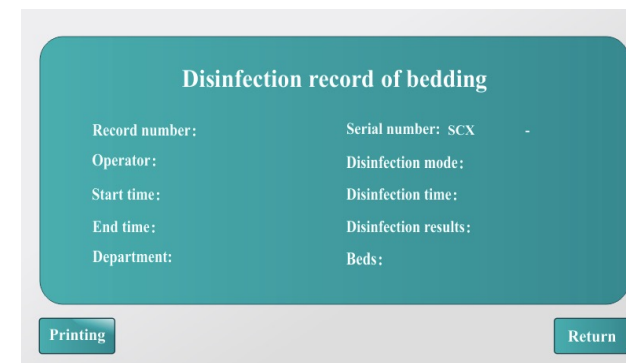 Disinfection record of bedding
Record number:
Serial number: SCX -
Operator:
Disinfection mode:
Start time:
Disinfection time:
End time:
Disinfection results:
Department:
Beds:
Printing
Return